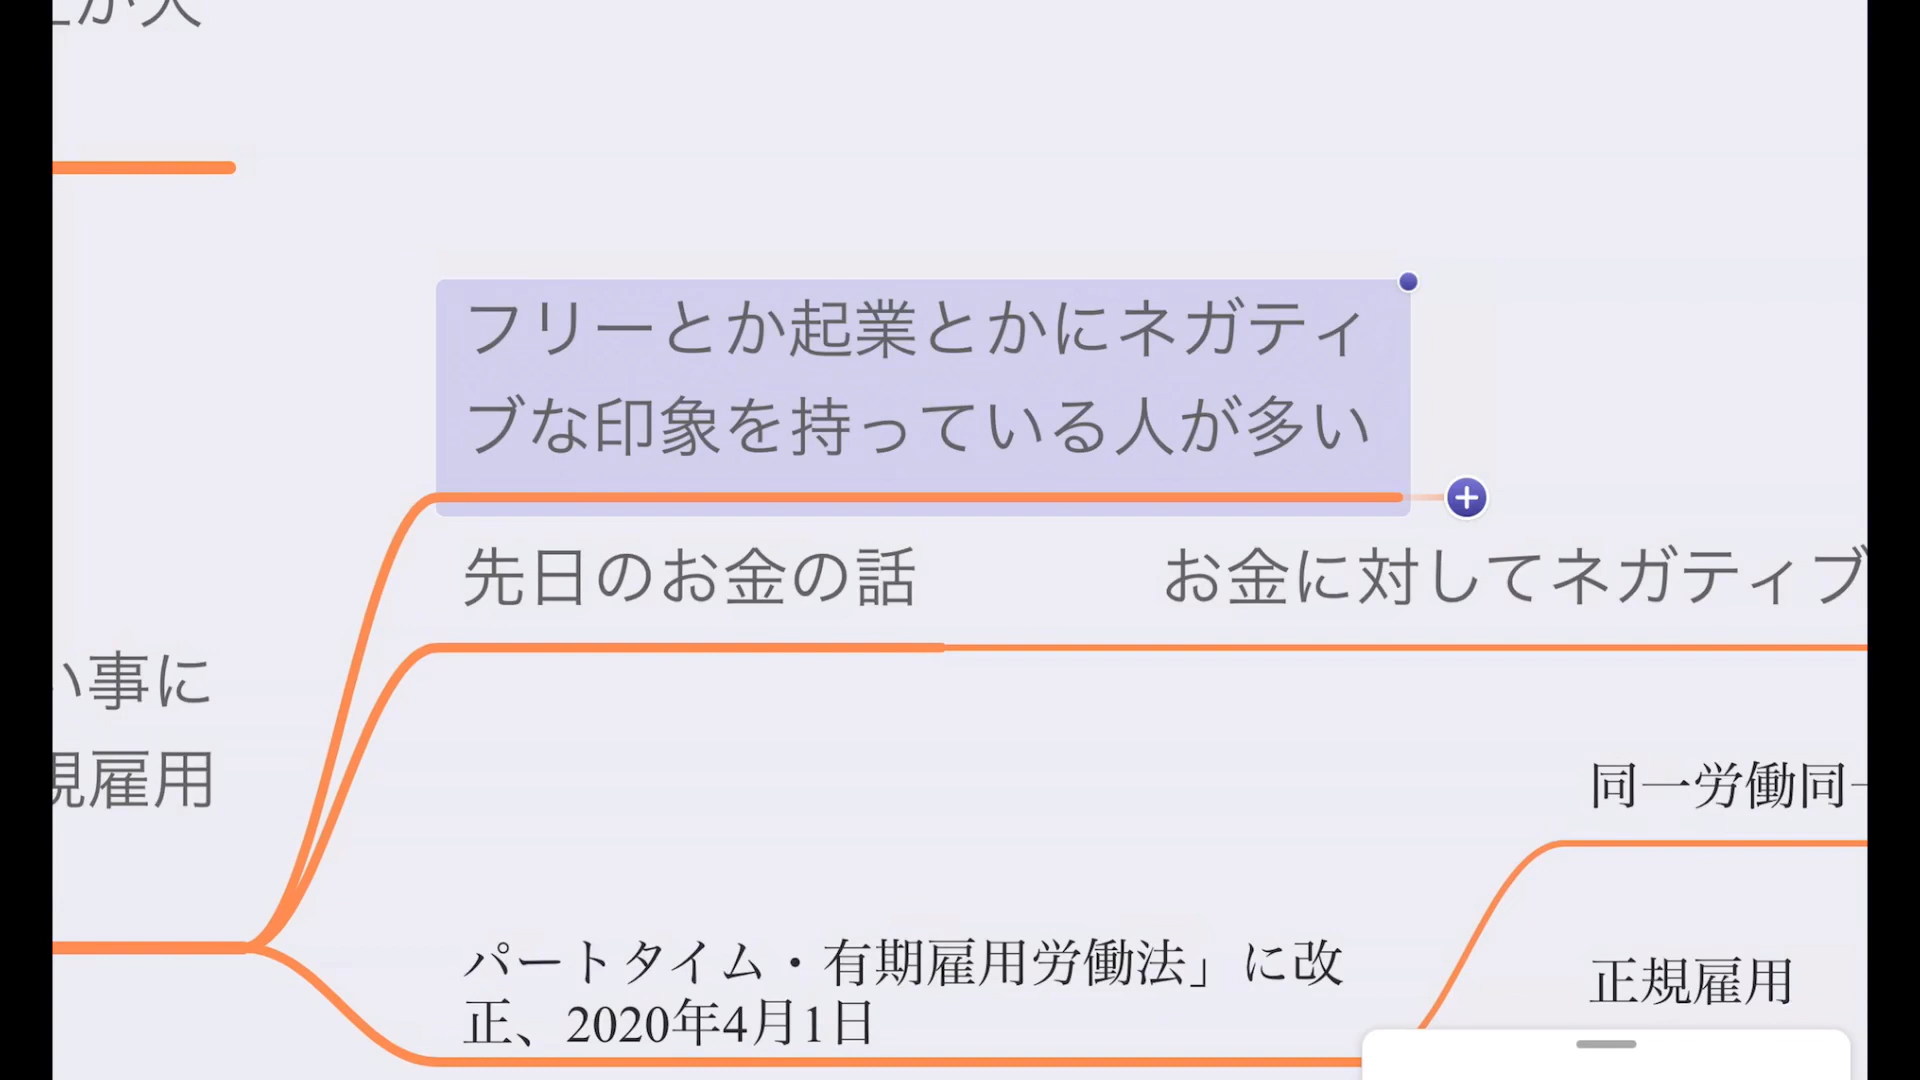 フリーとか起業とかにネガティ
ブな印象を持っている人が多い
先日のお金の話
お金に対してネガティブ
い事に
規雇用
同一労働同一
パートタイム・有期雇用労働法」に改
正、2020年4月1日
正規雇用